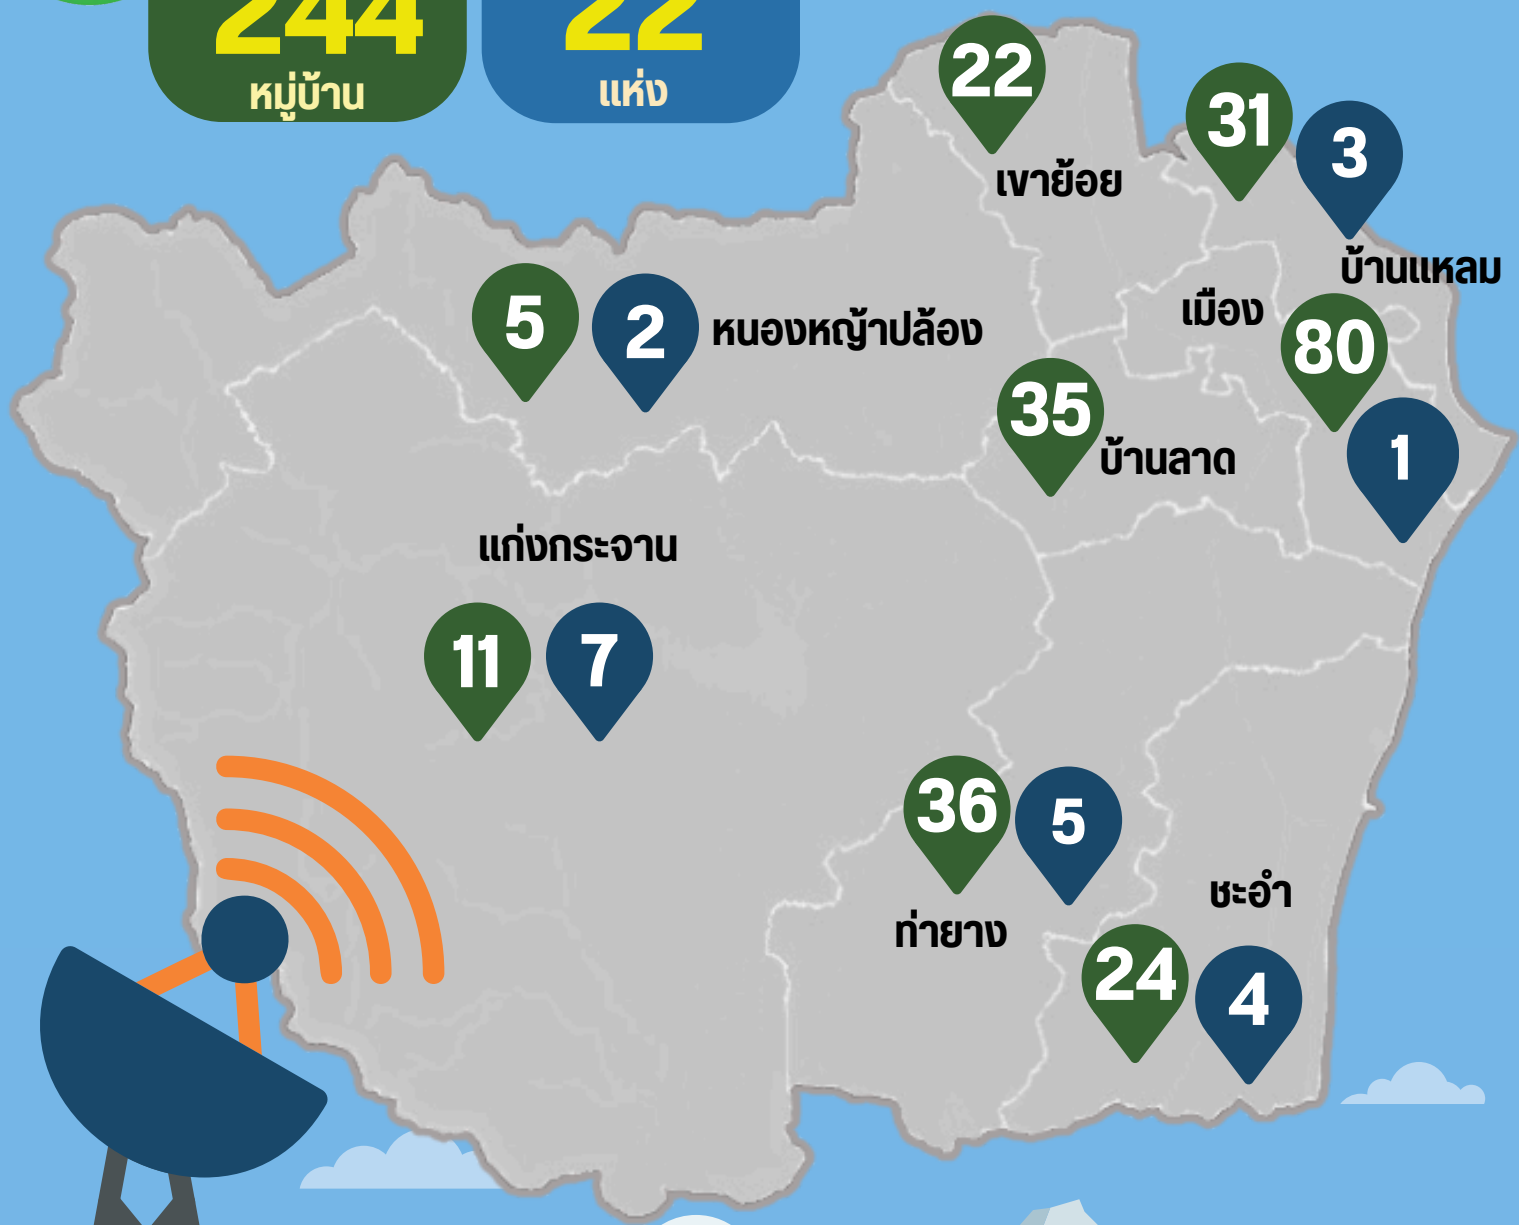 244
หมู่บ้าน
22
แห่ง
22
เขาย้อย
31
3
บ้านแหลม
5
2
หนองหญ้าปล้อง
เมือง
80
1
35
บ้านลาด
แก่งกระจาน
11
7
36
5
ท่ายาง
ชะอำ
24
4